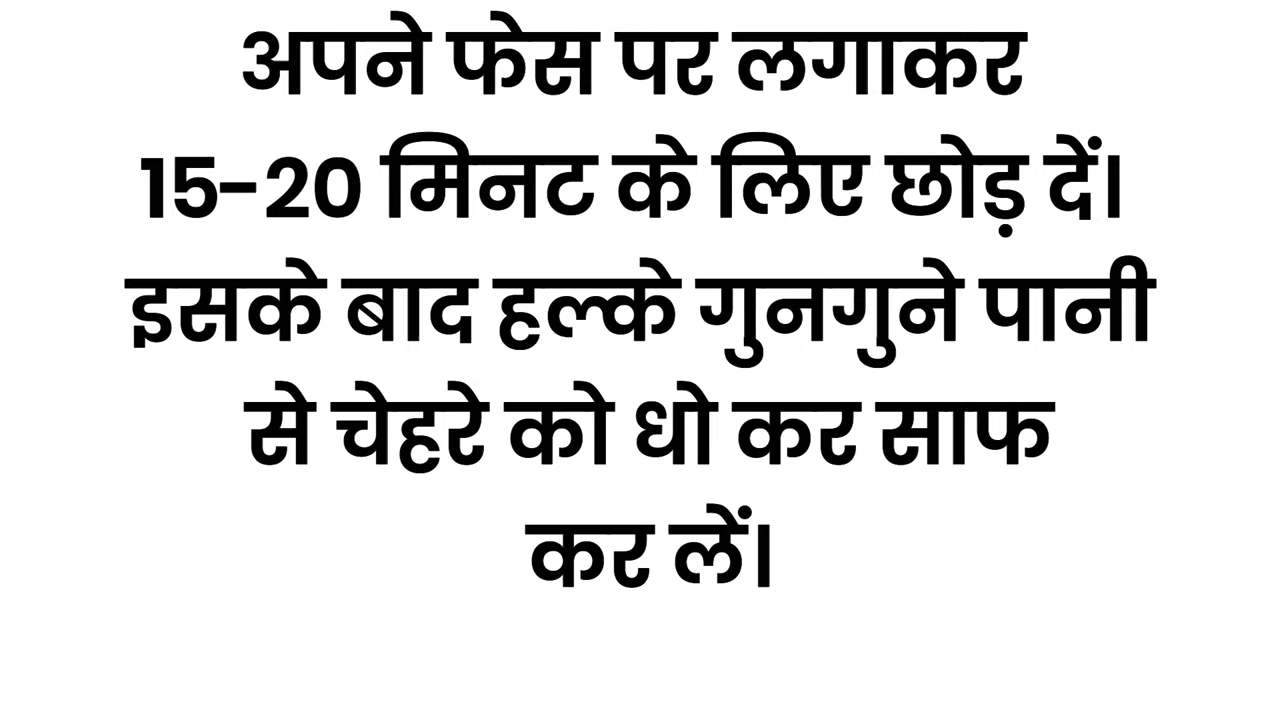 अपने फेस पर लगाकर
15-20 मिनट के लिए छोड़ दें।
इसके बाद हल्के गुनगुने पानी
से चेहरे को धो कर साफ
कर लें।